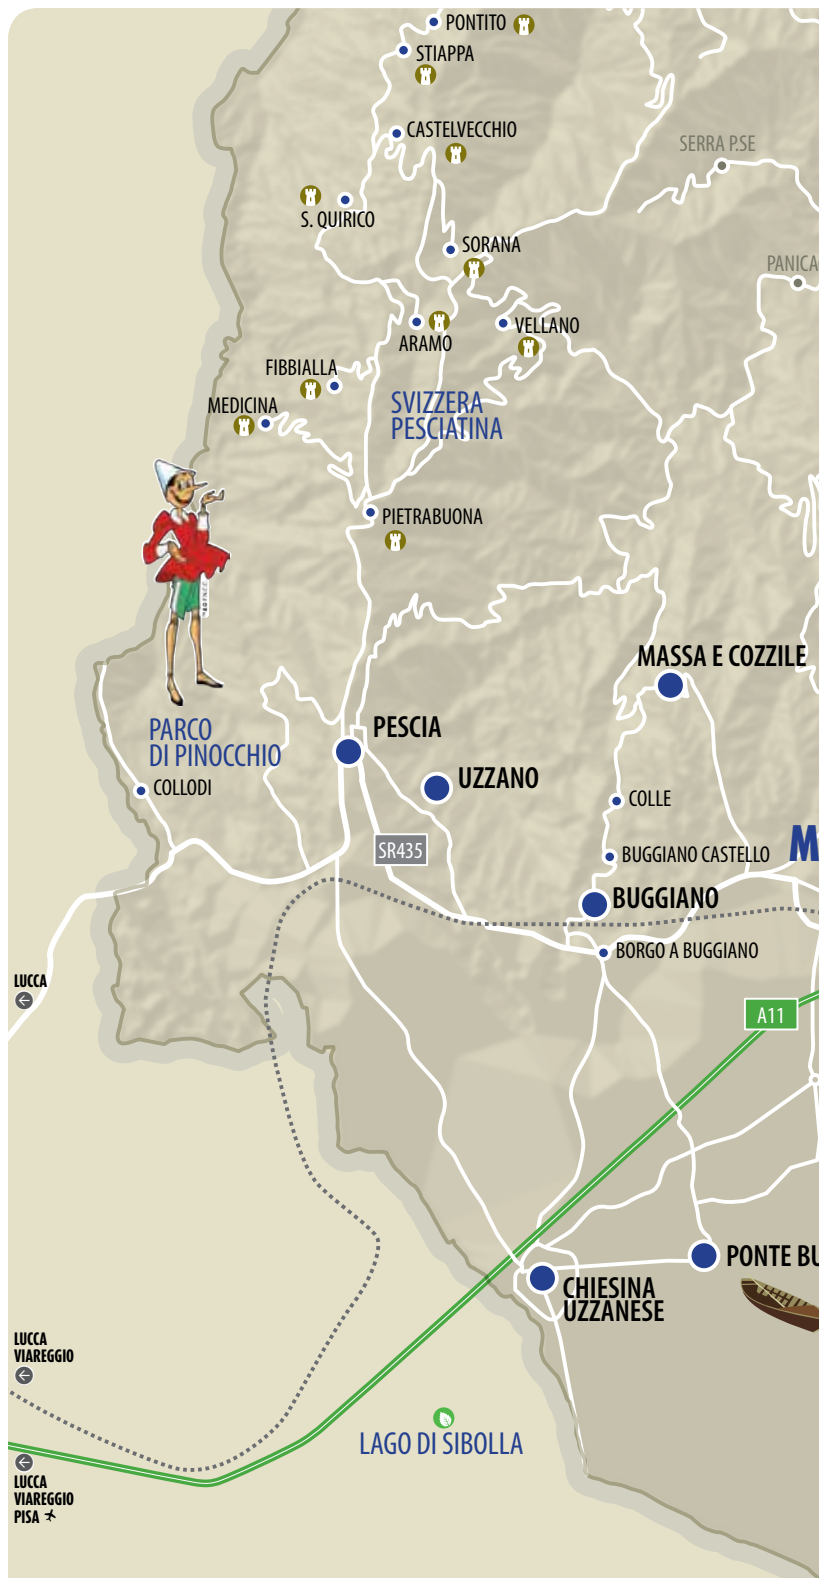 PONTITO
STIAPPA
CASTELVECCHIO
SERRA P.SE
S. QUIRICO
SORANA
PANICA
ARAMO
VELLANO
FIBBIALLA
MEDICINA
SVIZZERA
PESCIATINA
PIETRABUONA
MASSA E COZZILE
PARCO
DI PINOCCHIO
PESCIA
UZZANO
COLLODI
COLLE
SR435
BUGGIANO CASTELLO
M
BUGGIANO
BORGO A BUGGIANO
LUCCA
A11
PONTE BU
CHIESINA
UZZANESE
LUCCA
VIAREGGIO
LAGO DI SIBOLLA
LUCCA
VIAREGGIO
PISA